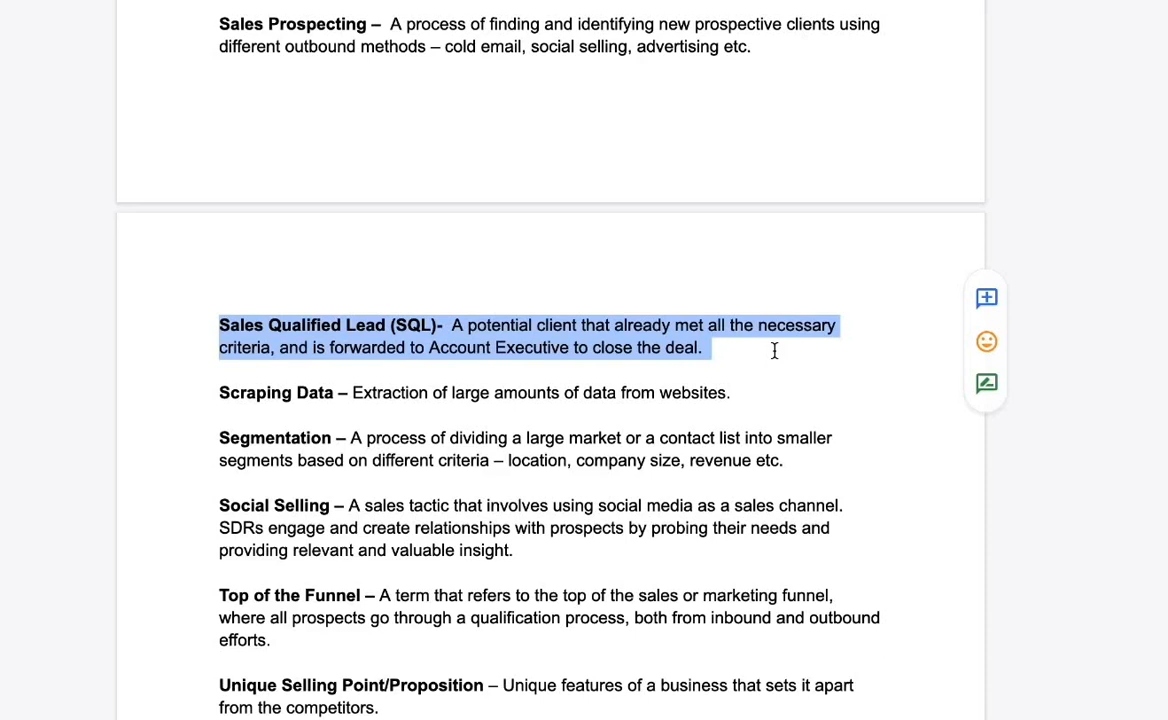 Sales Prospecting –  A process of finding and identifying new prospective clients using
different outbound methods – cold email, social selling, advertising etc.
Sales Qualified Lead (SQL)-  A potential client that already met all the necessary
criteria, and is forwarded to Account Executive to close the deal.
Scraping Data – Extraction of large amounts of data from websites.
Segmentation – A process of dividing a large market or a contact list into smaller
segments based on different criteria – location, company size, revenue etc.
Social Selling – A sales tactic that involves using social media as a sales channel.
SDRs engage and create relationships with prospects by probing their needs and
providing relevant and valuable insight.
Top of the Funnel – A term that refers to the top of the sales or marketing funnel,
where all prospects go through a qualification process, both from inbound and outbound
efforts.
Unique Selling Point/Proposition – Unique features of a business that sets it apart
from the competitors.